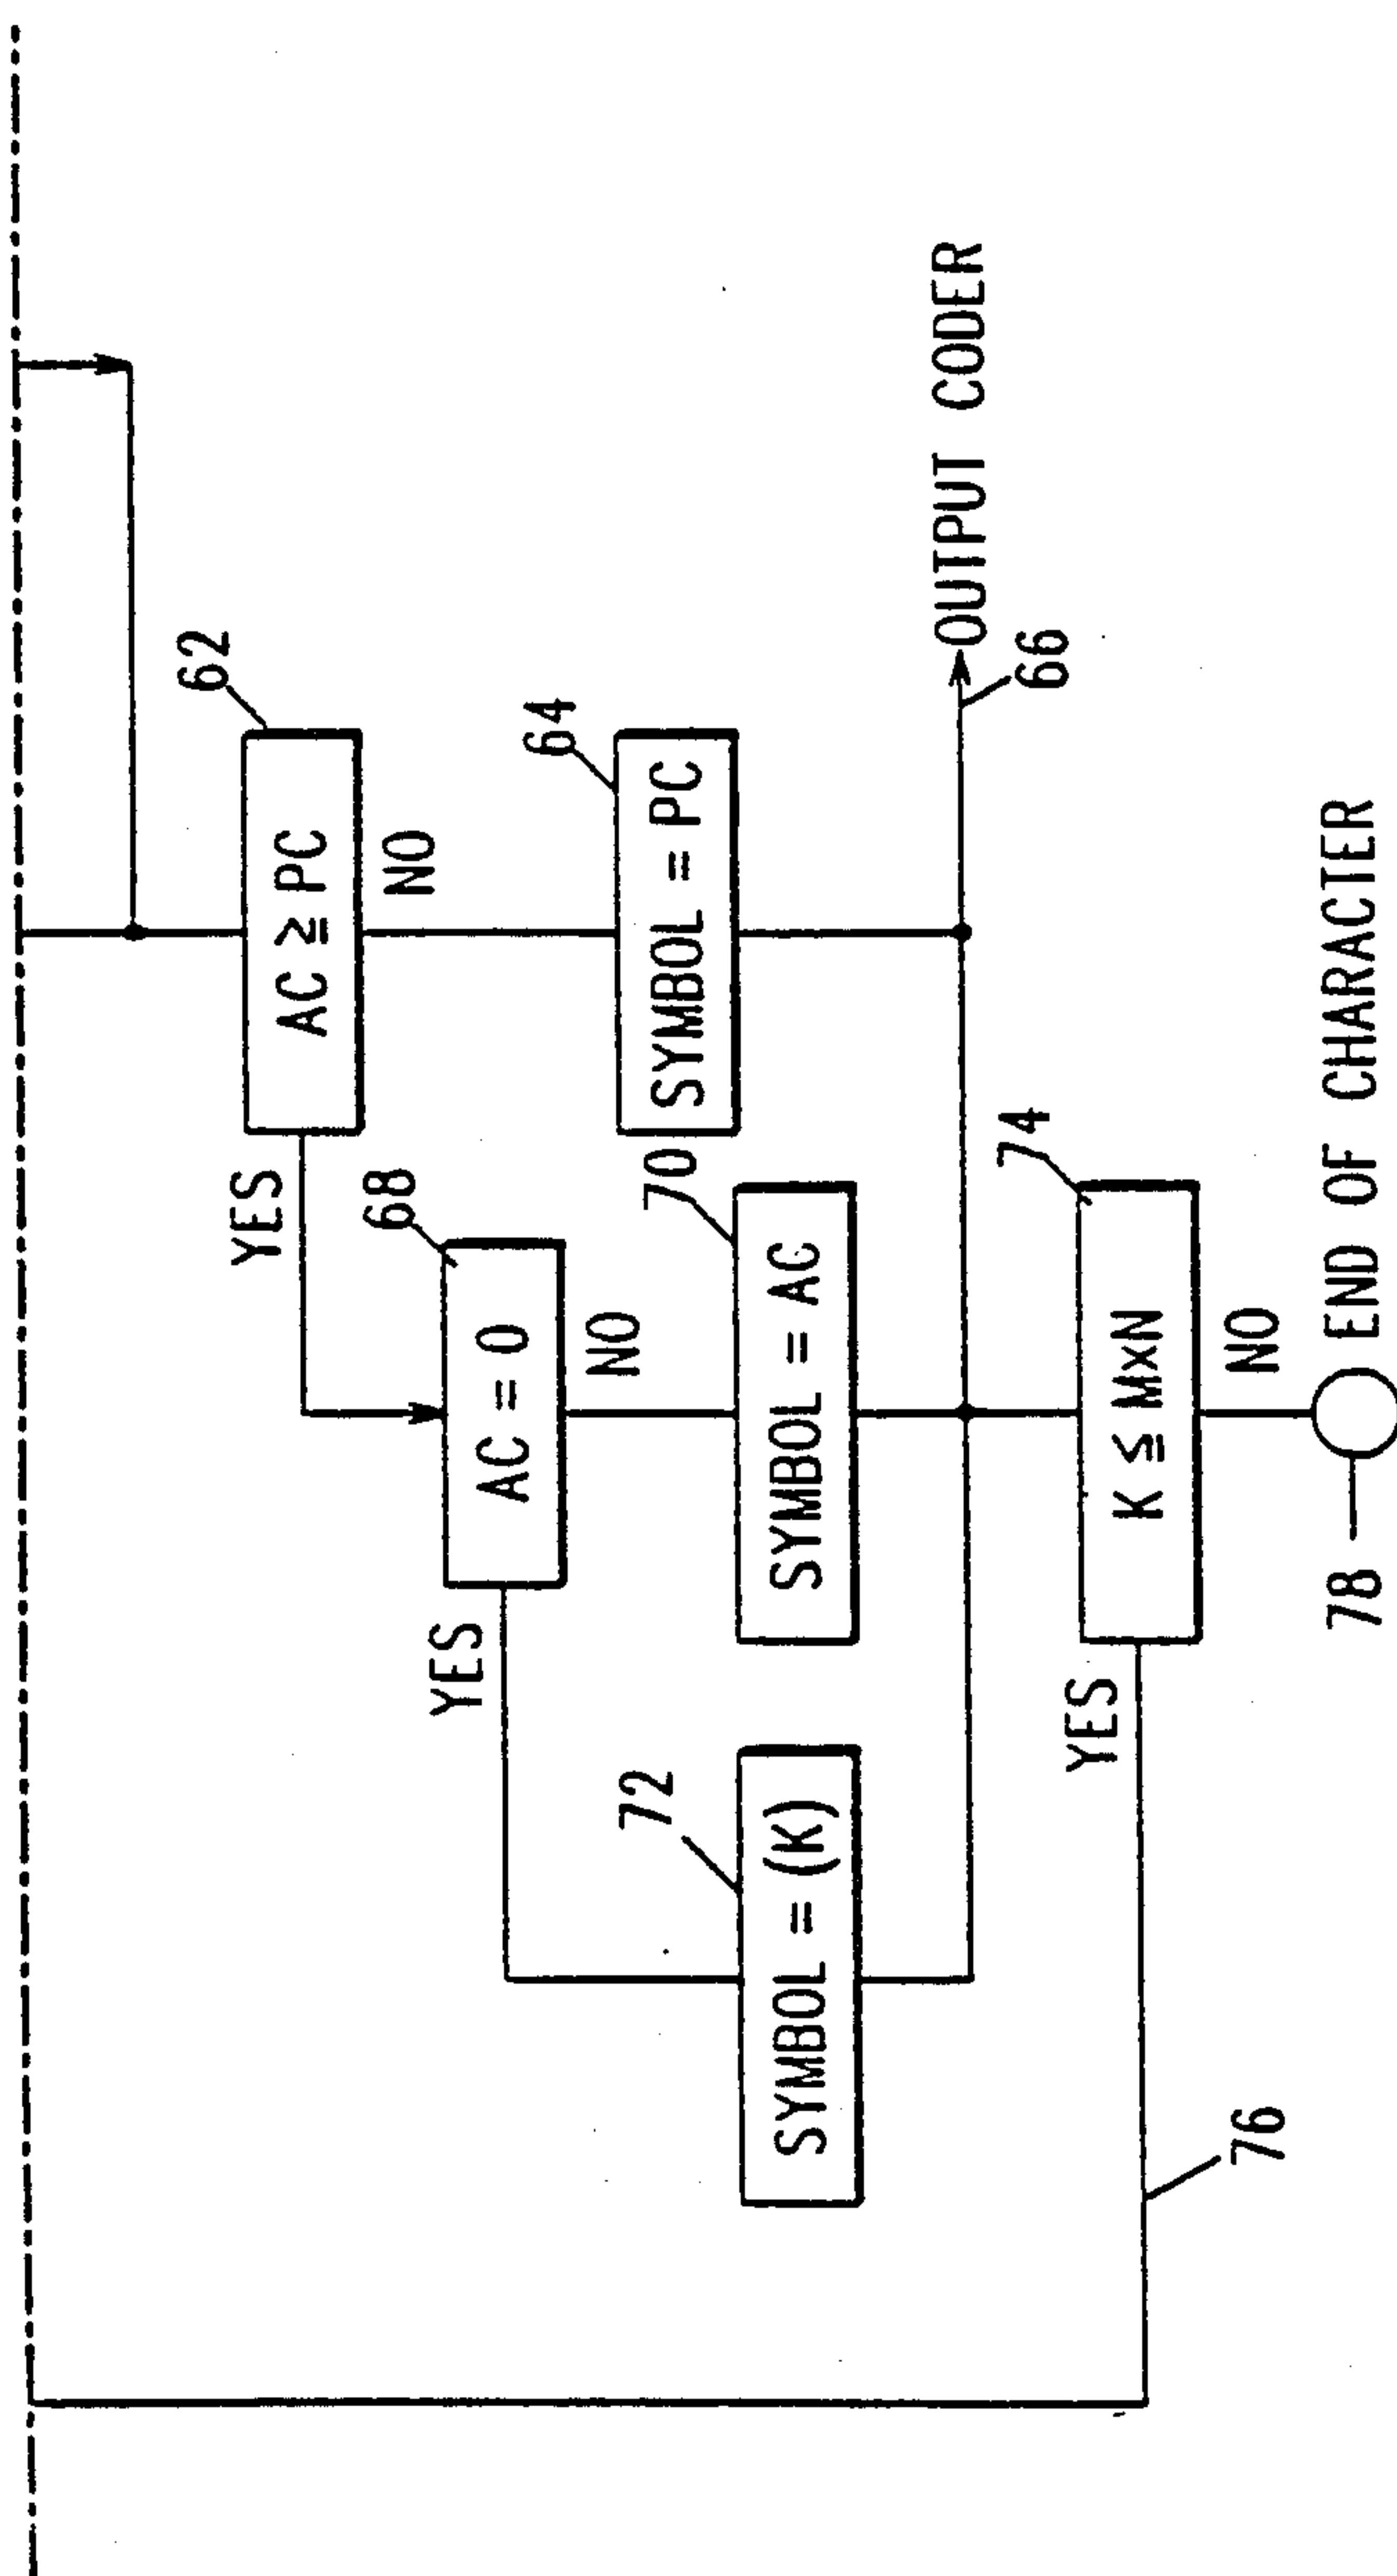 62
AC ≧ PC
YES
NO
68
AC = 0
YES
NO
64
SYMBOL = PC
70
SYMBOL = AC
72
SYMBOL = (K)
OUTPUT CODER
66
74
K ≦ M×N
YES
NO
76
78
END OF CHARACTER